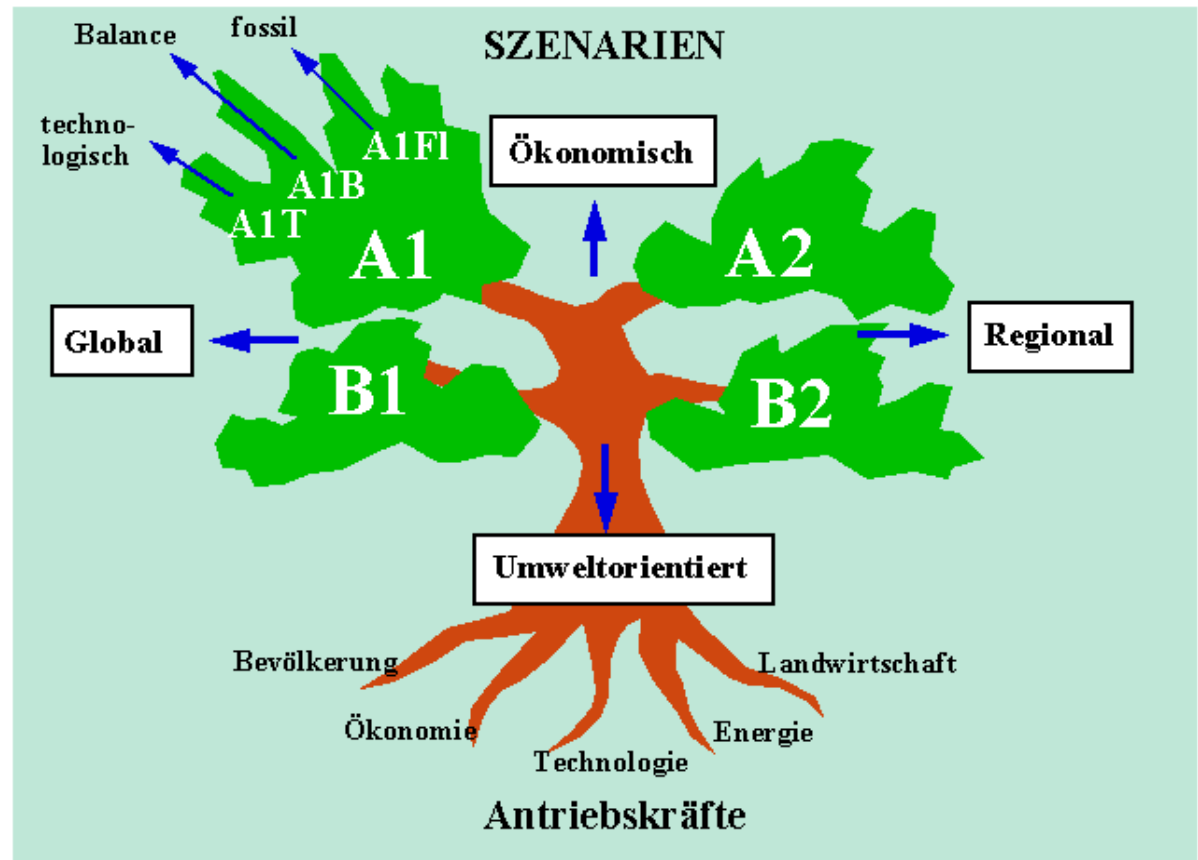 SZENARIEN
Balance
fossil
techno-
logisch
A1FI
A1B
A1T
Ökonomisch
A1
A2
Global
Regional
B1
B2
Umweltorientiert
Bevölkerung
Landwirtschaft
Ökonomie
Energie
Technologie
Antriebskräfte